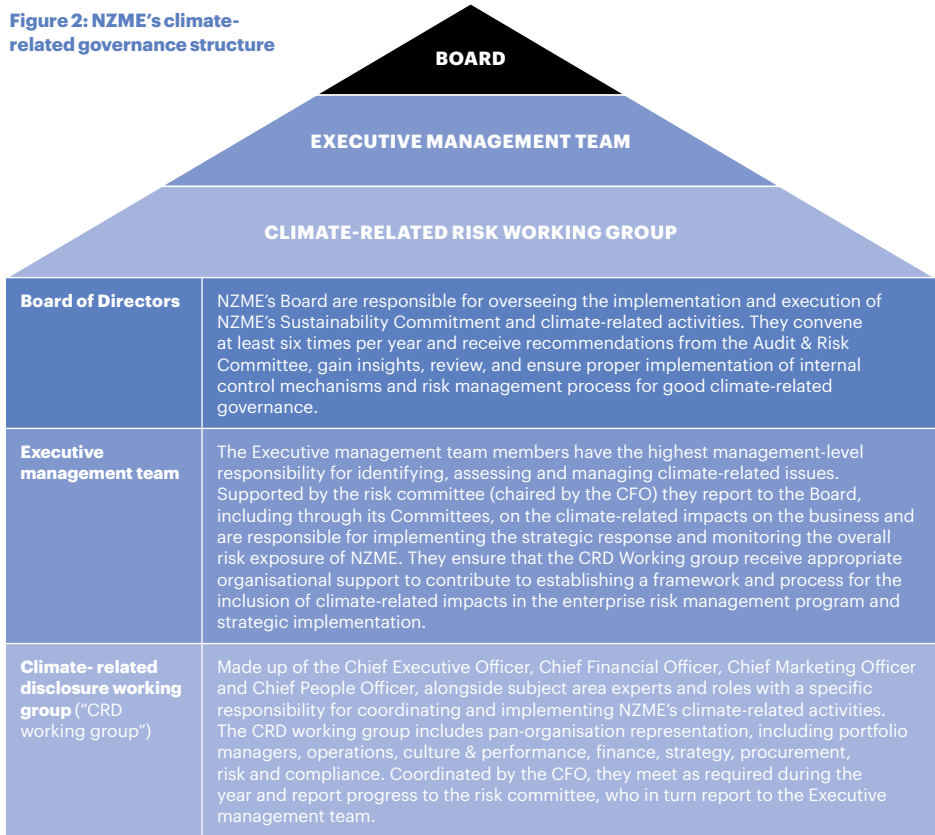 Figure 2: NZME's climate-
related governance structure
BOARD
EXECUTIVE MANAGEMENT TEAM
CLIMATE-RELATED RISK WORKING GROUP
Board of Directors
NZME's Board are responsible for overseeing the implementation and execution of
NZME's Sustainability Commitment and climate-related activities. They convene
at least six times per year and receive recommendations from the Audit & Risk
Committee, gain insights, review, and ensure proper implementation of internal
control mechanisms and risk management process for good climate-related
governance.
Executive
management team
The Executive management team members have the highest management-level
responsibility for identifying, assessing and managing climate-related issues.
Supported by the risk committee (chaired by the CFO) they report to the Board,
including through its Committees, on the climate-related impacts on the business and
are responsible for implementing the strategic response and monitoring the overall
risk exposure of NZME. They ensure that the CRD Working group receive appropriate
organisational support to contribute to establishing a framework and process for the
inclusion of climate-related impacts in the enterprise risk management program and
strategic implementation.
Climate- related
disclosure working
group ("CRD
working group")
Made up of the Chief Executive Officer, Chief Financial Officer, Chief Marketing Officer
and Chief People Officer, alongside subject area experts and roles with a specific
responsibility for coordinating and implementing NZME's climate-related activities.
The CRD working group includes pan-organisation representation, including portfolio
managers, operations, culture & performance, finance, strategy, procurement,
risk and compliance. Coordinated by the CFO, they meet as required during the
year and report progress to the risk committee, who in turn report to the Executive
management team.